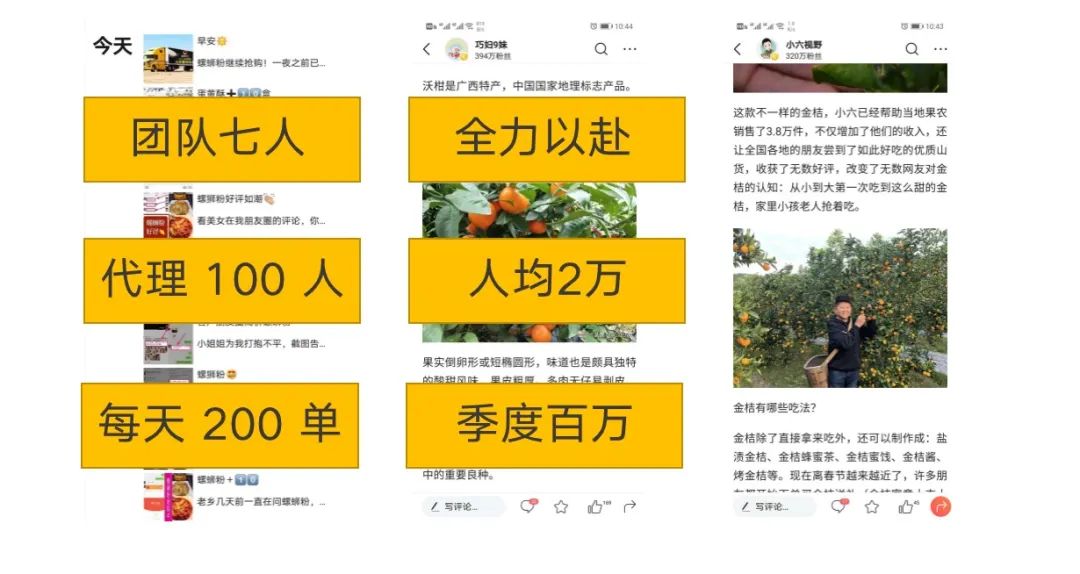 今天
早安
螺蛳粉继续抢购！一夜之前已...
蛋黄酥➕1️⃣0️⃣盒
团队七人
螺蛳粉好评如潮
看美女在我朋友圈的评论，你...
代理 100 人
小姐姐为我打抱不平，截图告...
螺狮粉
每天 200 单
螺蛳粉+1️⃣0️⃣
老乡几天前一直在问螺蛳粉，...
10:44
巧妇9妹
394万粉丝
沃柑是广西特产，中国国家地理标志产品。
全力以赴
人均2万
果实倒卵形或短椭圆形，味道也是颇具独特
的酸甜风味，果皮粗厚，多肉无仔易剥皮
季度百万
中的重要良种。
写评论...
10:43
小六视野
320万粉丝
这款不一样的金桔，小六已经帮助当地果农
销售了3.8万件，不仅增加了他们的收入，还
让全国各地的朋友尝到了如此好吃的优质山
货，收获了无数好评，改变了无数网友对金
桔的认知：从小到大第一次吃到这么甜的金
桔，家里小孩老人抢着吃。
金桔有哪些吃法？
金桔除了直接拿来吃外，还可以制作成：盐
渍金桔、金桔蜂蜜茶、金桔蜜饯、金桔酱、
烤金桔等。现在离春节越来越近了，许多朋
写评论...